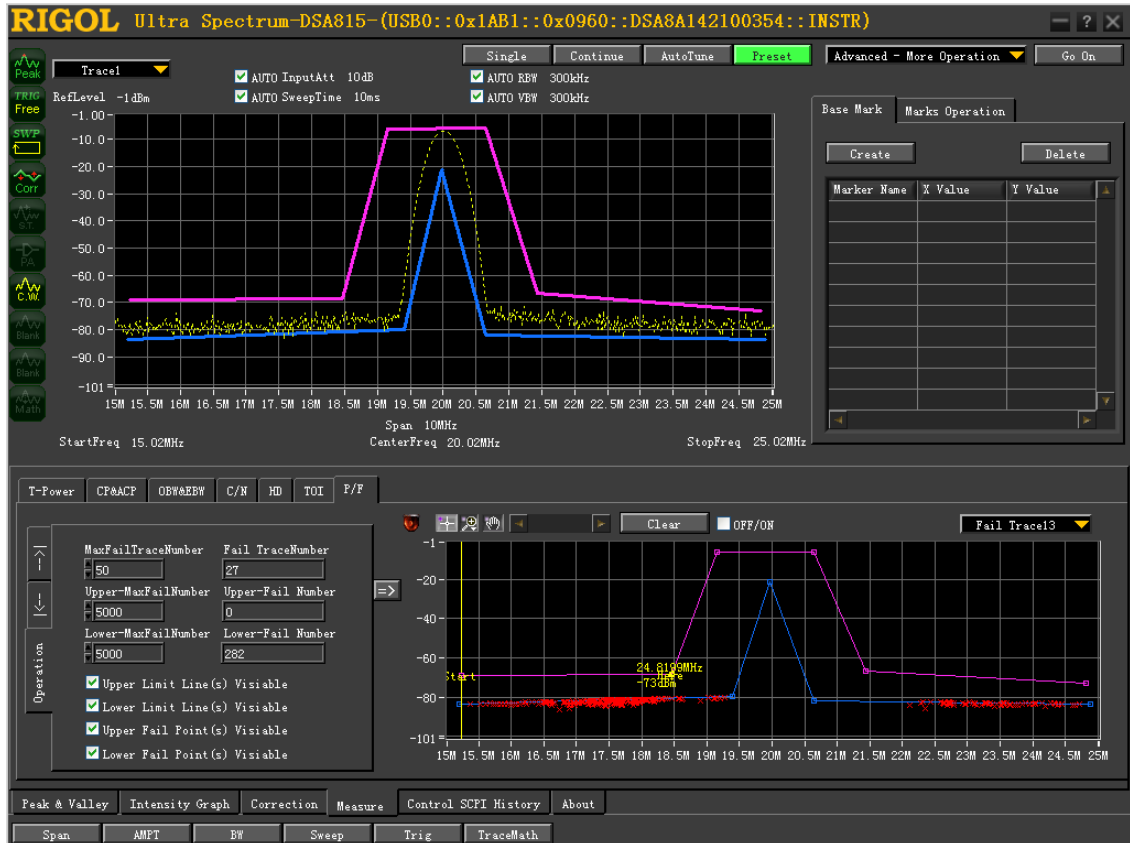 RIGOL Ultra Spectrum-DSA815-(USB0::0x1AB1::0x0960::DSA8A142100354::INSTR)
Single Continue AutoTune Preset Advanced - More Operation Go On
Peak
Trace1
AUTO InputAtt 10dB AUTO RBW 300kHz
TRIG
Free
RefLevel -1dBm AUTO SweepTime 10ms AUTO VBW 300kHz
SWP
Corr
S.T.
PA
C.W.
Blank
Blank
Math
-1.00
-10.0
-20.0
-30.0
-40.0
-50.0
-60.0
-70.0
-80.0
-90.0
-101
15M 15.5M 16M 16.5M 17M 17.5M 18M 18.5M 19M 19.5M 20M 20.5M 21M 21.5M 22M 22.5M 23M 23.5M 24M 24.5M 25M
Span 10MHz
StartFreq 15.02MHz CenterFreq 20.02MHz StopFreq 25.02MHz
Base Mark Marks Operation
Create Delete
Marker Name X Value Y Value
T-Power CP&ACP OBW&EBW C/N HD TOI P/F
Operation
MaxFailTraceNumber Fail TraceNumber
50 27
Upper-MaxFailNumber Upper-Fail Number
5000 0
Lower-MaxFailNumber Lower-Fail Number
5000 282
Upper Limit Line(s) Visiable
Lower Limit Line(s) Visiable
Upper Fail Point(s) Visiable
Lower Fail Point(s) Visiable
=>
Clear OFF/ON Fail Trace13
-1
-20
-40
-60
-80
-101
Start
24.8199MHz
-73dBm
15M 15.5M 16M 16.5M 17M 17.5M 18M 18.5M 19M 19.5M 20M 20.5M 21M 21.5M 22M 22.5M 23M 23.5M 24M 24.5M 25M
Peak & Valley Intensity Graph Correction Measure Control SCPI History About
Span AMPT BW Sweep Trig TraceMath